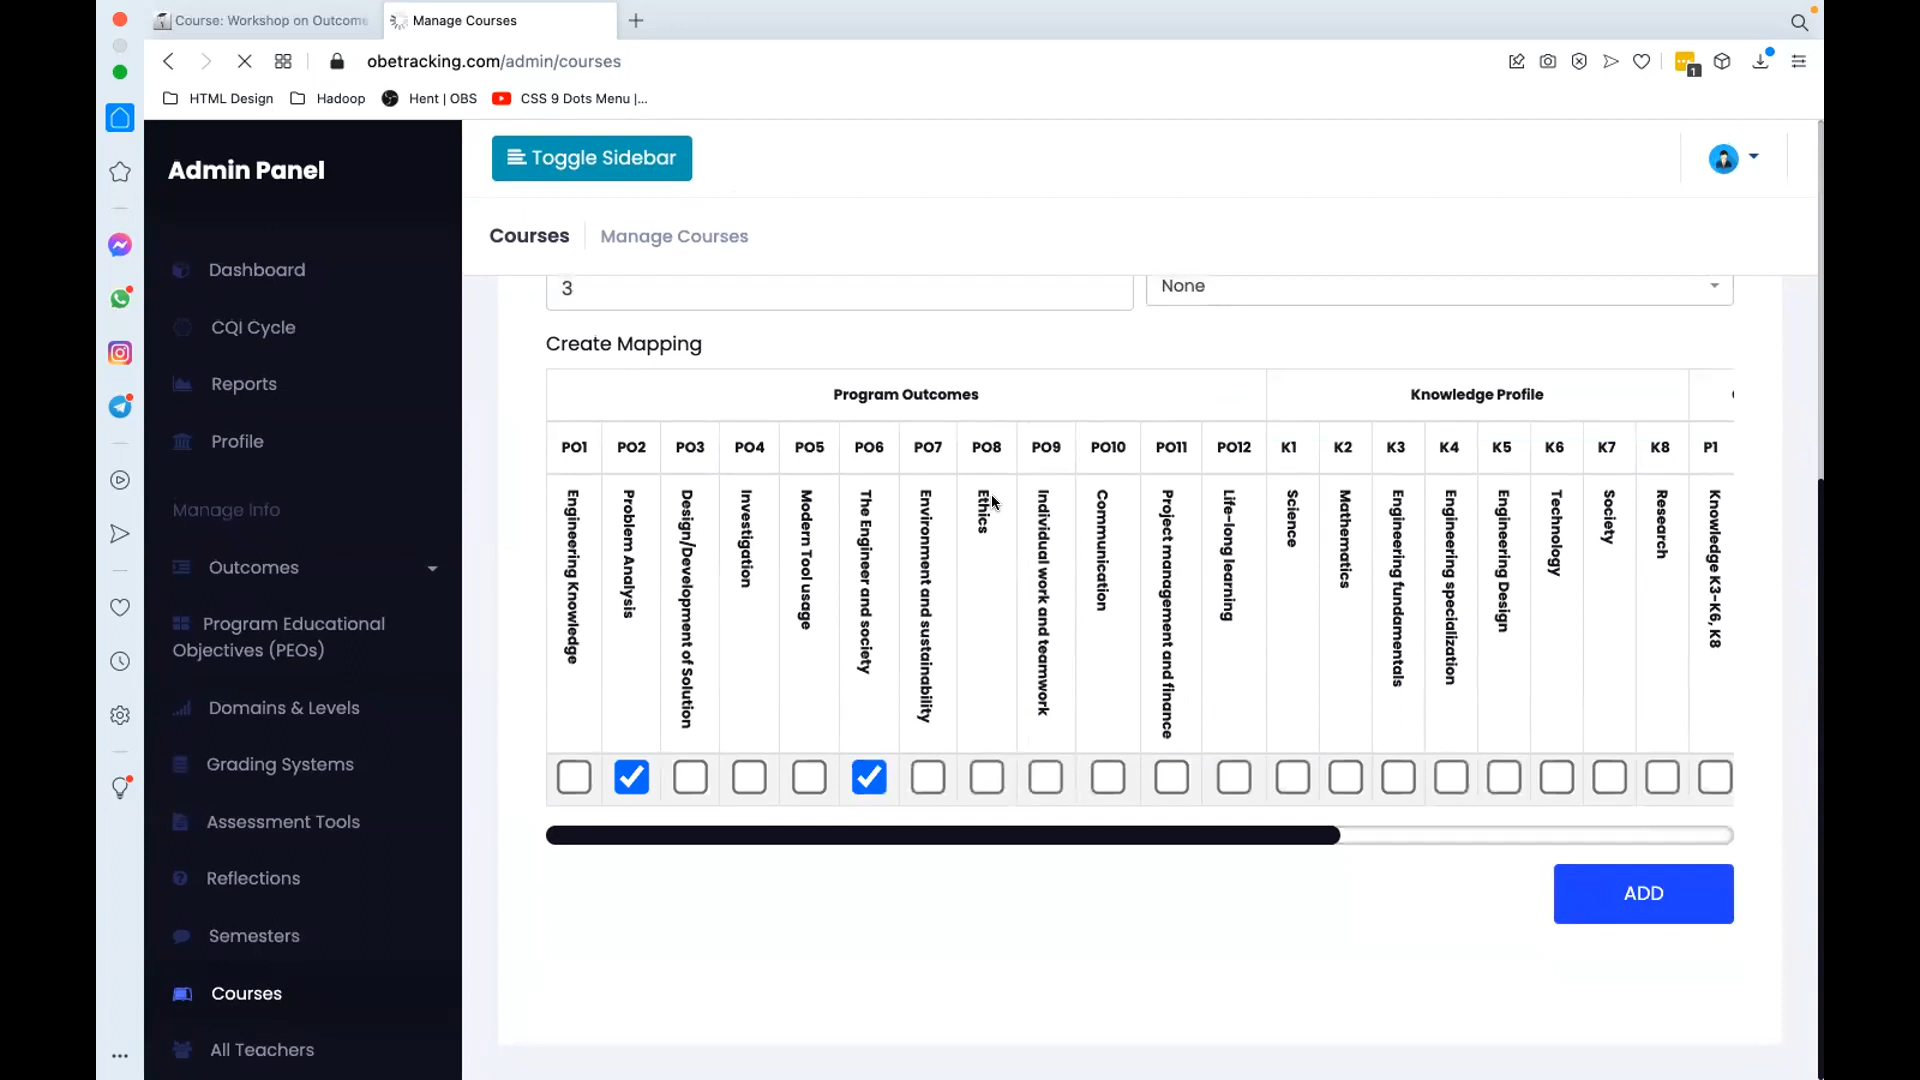 Course: Workshop on Outcome
Manage Courses
obetracking.com/admin/courses
1
HTML Design
Hadoop
Hent | OBS
CSS 9 Dots Menu |...
Admin Panel
Toggle Sidebar
Courses
Manage Courses
Dashboard
CQI Cycle
Reports
Profile
Manage Info
Outcomes
Program Educational
Objectives (PEOs)
Domains & Levels
Grading Systems
Assessment Tools
Reflections
Semesters
Courses
All Teachers
3
None
Create Mapping
Program Outcomes
Knowledge Profile
PO1
PO2
PO3
PO4
PO5
PO6
PO7
PO8
PO9
PO10
PO11
PO12
K1
K2
K3
K4
K5
K6
K7
K8
P1
Engineering Knowledge
Problem Analysis
Design/Development of Solution
Investigation
Modern Tool usage
The Engineer and society
Environment and sustainability
Ethics
Individual work and teamwork
Communication
Project management and finance
Life-long learning
Science
Mathematics
Engineering fundamentals
Engineering specialization
Engineering Design
Technology
Society
Research
Knowledge K3-K6, K8
ADD